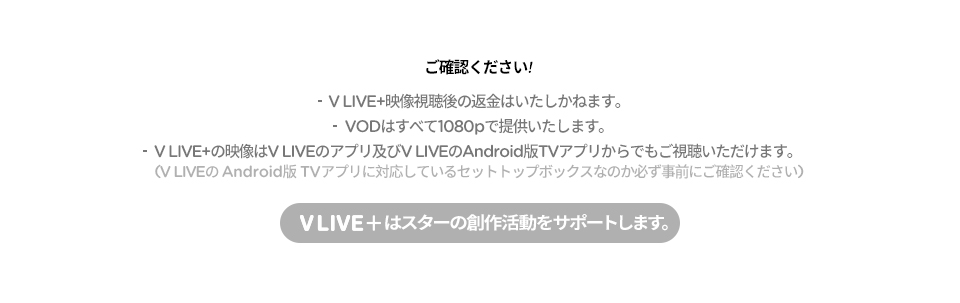 ご確認ください!
- V LIVE+映像視聴後の返金はいたしかねます。
- VODはすべて1080pで提供いたします。
- V LIVE+の映像はV LIVEのアプリ及びV LIVEのAndroid版TVアプリからでもご視聴いただけます。
（V LIVEの Android版 TVアプリに対応しているセットトップボックスなのか必ず事前にご確認ください）
V LIVE＋はスターの創作活動をサポートします。